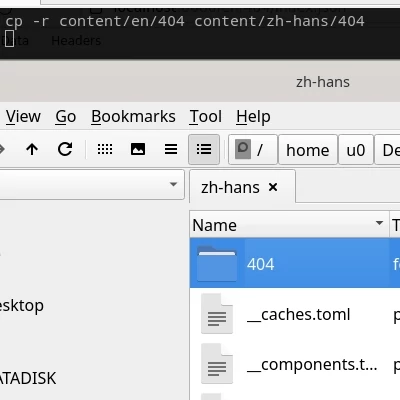 cp -r content/en/404 content/zh-hans/404
Data Headers
zh-hans
View Go Bookmarks Tool Help
/ home u0 De
zh-hans ×
Name T
404 f
__caches.toml p
esktop
__components.t... p
ATADISK